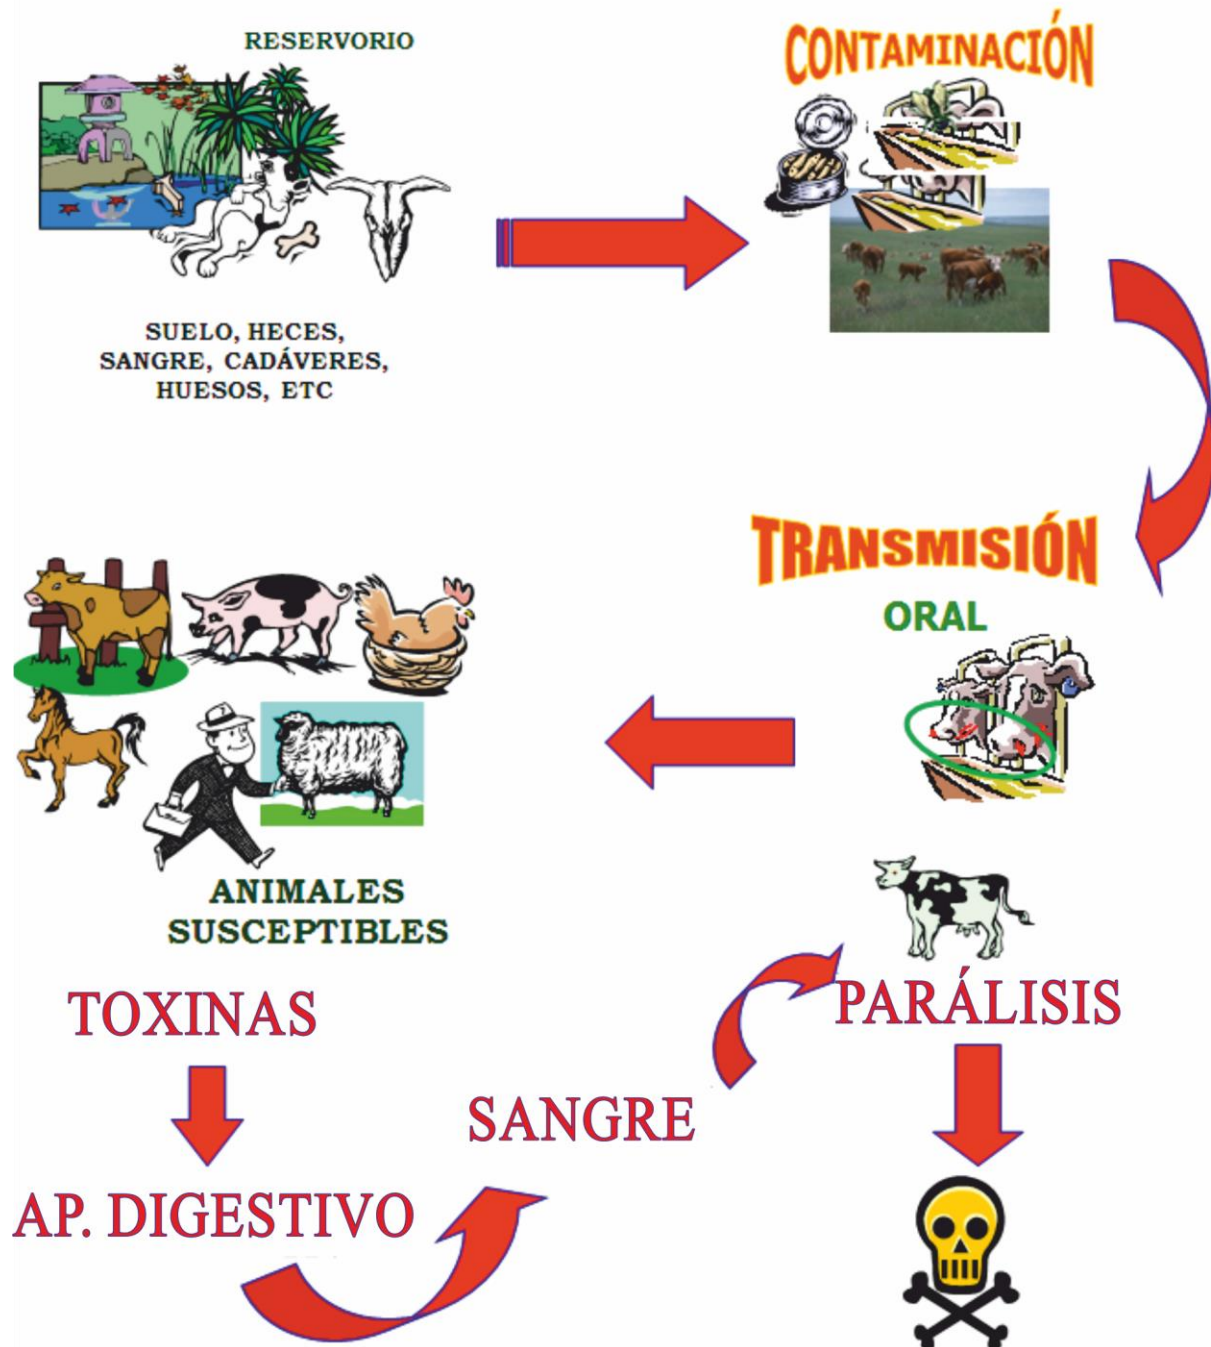 RESERVORIO
CONTAMINACIÓN
SUELO, HECES,
SANGRE, CADÁVERES,
HUESOS, ETC
TRANSMISIÓN
ORAL
ANIMALES
SUSCEPTIBLES
TOXINAS
AP. DIGESTIVO
SANGRE
PARÁLISIS